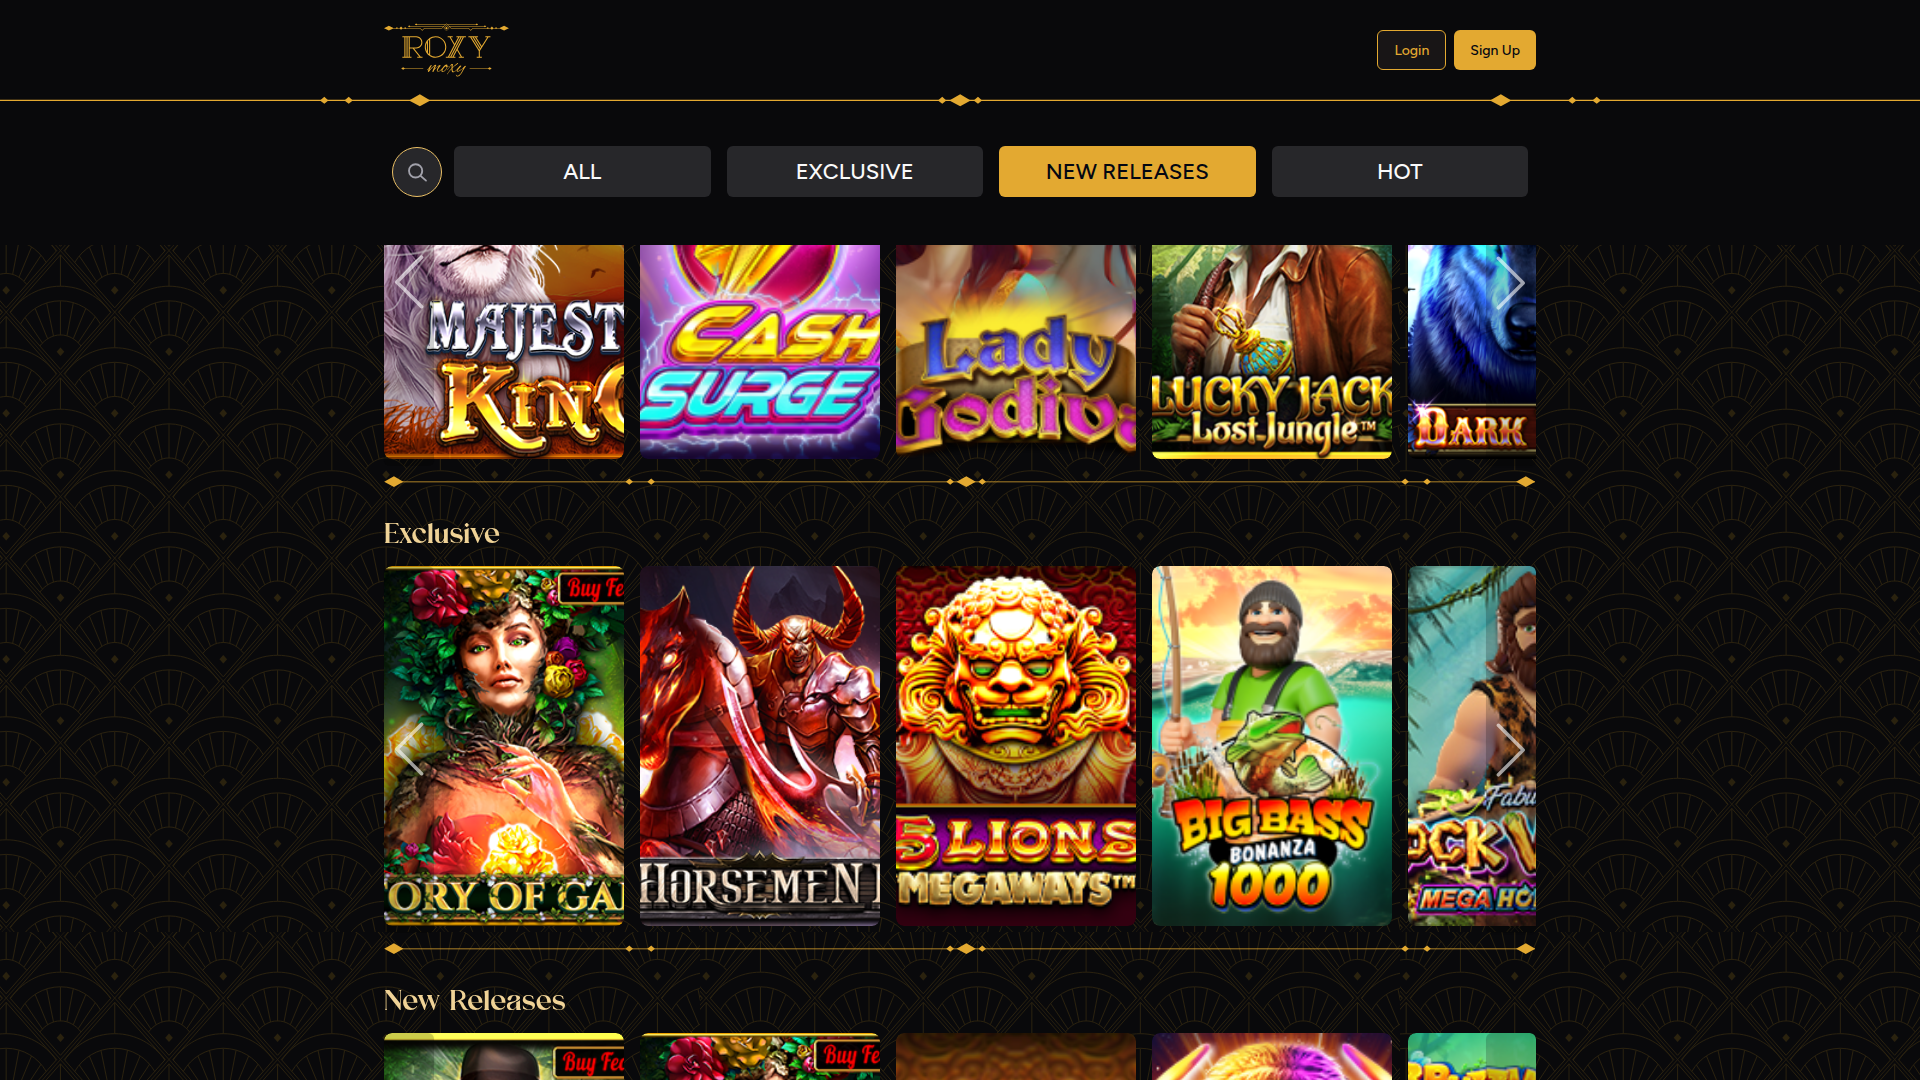 ROXY
moxy
Login
Sign Up
ALL
EXCLUSIVE
NEW RELEASES
HOT
MAJEST
KING
CASH
SURGE
Lady
Godiva
LUCKY JACK
Lost Jungle™
DARK
Exclusive
Buy Fe
ORY OF GA
HORSEMEN
5 LIONS
MEGAWAYS™
BIG BASS
BONANZA
1000
Fabu
OCK V
MEGA HO
New Releases
Buy Fea
Buy Fe